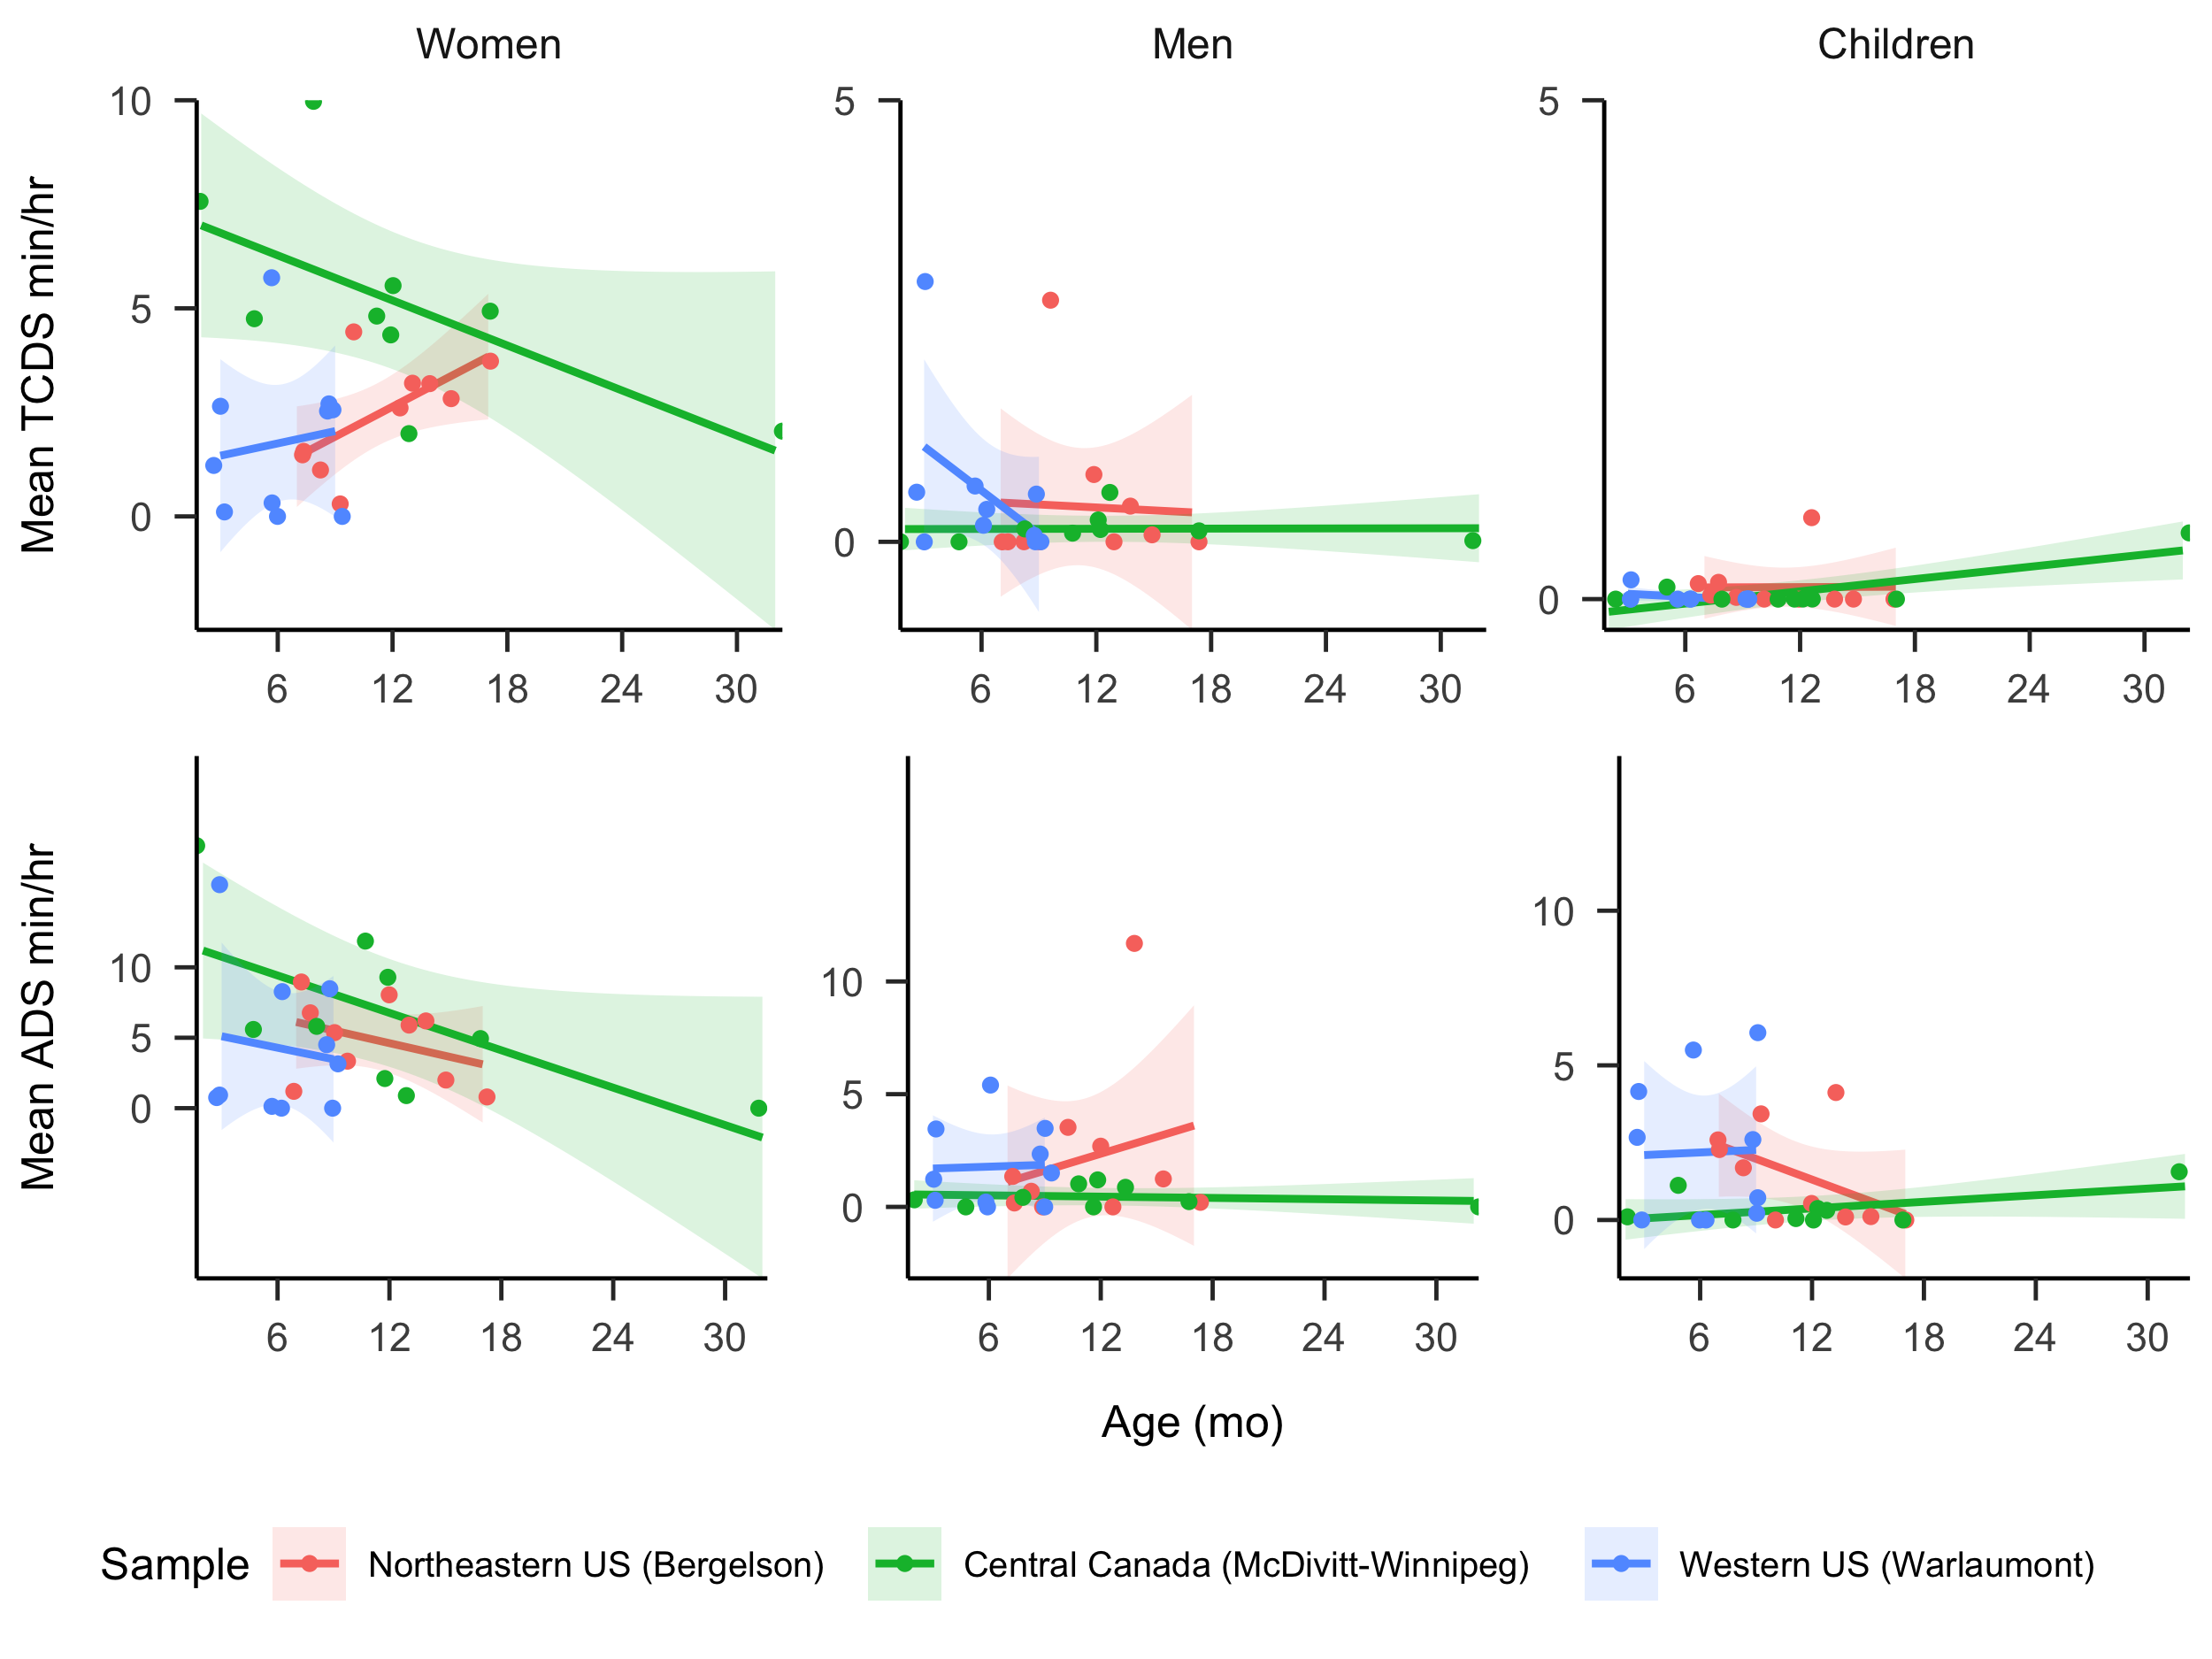 Women Men Children
Mean TCDS min/hr
10 5 0
5 0
5 0
6 12 18 24 30
6 12 18 24 30
6 12 18 24 30
Mean ADS min/hr
10 5 0
10 5 0
10 5 0
6 12 18 24 30
6 12 18 24 30
6 12 18 24 30
Age (mo)
Sample Northeastern US (Bergelson) Central Canada (McDivitt-Winnipeg) Western US (Warlaumont)